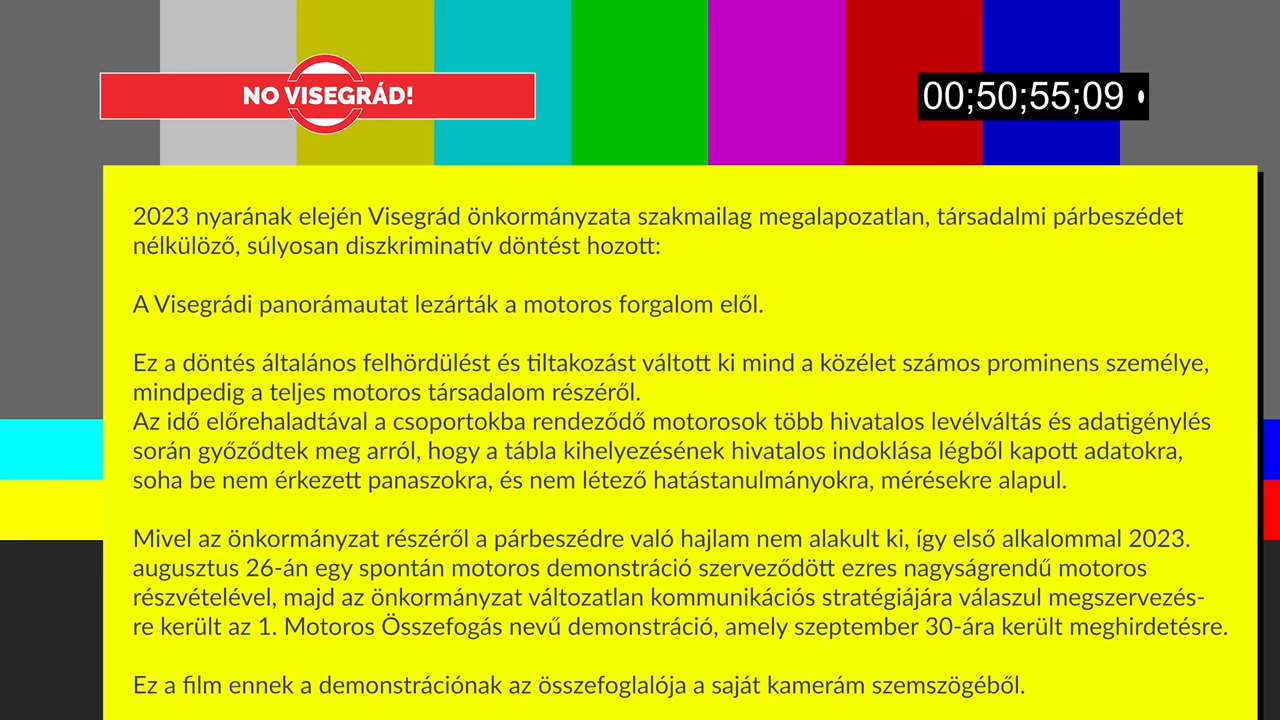 NO VISEGRÁD!
00;50;55;09
2023 nyarának elején Visegrád önkormányzata szakmailag megalapozatlan, társadalmi párbeszédet
nélkülöző, súlyosan diszkriminatív döntést hozott:
A Visegrádi panorámautat lezárták a motoros forgalom elől.
Ez a döntés általános felhördülést és tiltakozást váltott ki mind a közélet számos prominens személye,
mindpedig a teljes motoros társadalom részéről.
Az idő előrehaladtával a csoportokba rendeződő motorosok több hivatalos levélváltás és adatigénylés
során győződtek meg arról, hogy a tábla kihelyezésének hivatalos indoklása légből kapott adatokra,
soha be nem érkezett panaszokra, és nem létező hatástanulmányokra, mérésekre alapul.
Mivel az önkormányzat részéről a párbeszédre való hajlam nem alakult ki, így első alkalommal 2023.
augusztus 26-án egy spontán motoros demonstráció szerveződött ezres nagyságrendű motoros
részvételével, majd az önkormányzat változatlan kommunikációs stratégiájára válaszul megszervezés-
re került az 1. Motoros Összefogás nevű demonstráció, amely szeptember 30-ára került meghirdetésre.
Ez a film ennek a demonstrációnak az összefoglalója a saját kamerám szemszögéből.